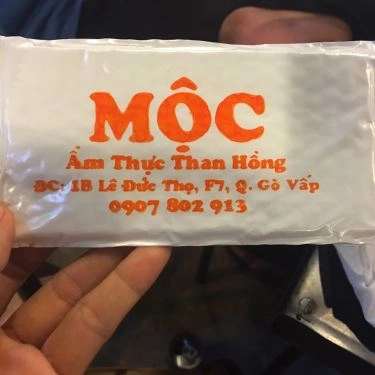 MỘC
Ẩm Thực Than Hồng
ĐC: 1B Lê Đức Thọ, F7, Q. Gò Vấp
0907 802 913